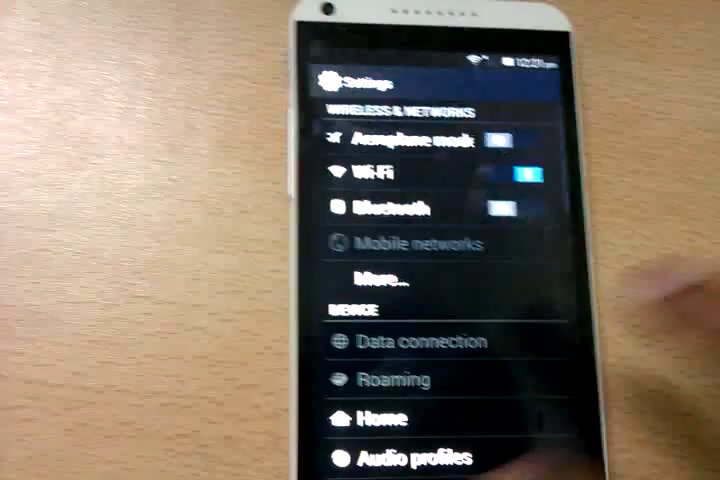 Settings
WIRELESS & NETWORKS
Aeroplane mode
Wi-Fi
Bluetooth
Mobile networks
More...
DEVICE
Data connection
Roaming
Home
Audio profiles